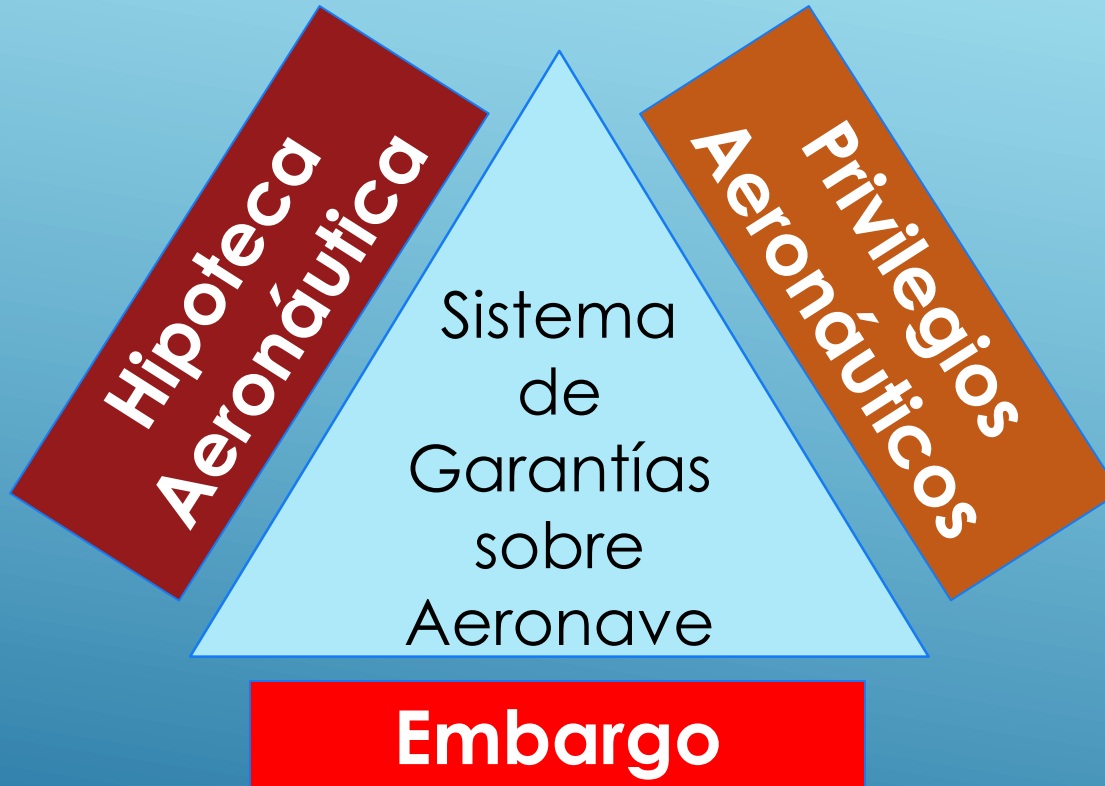 Hipoteca
Aeronáutica
Privilegios
Aeronáuticos
Sistema
de
Garantías
sobre
Aeronave
Embargo